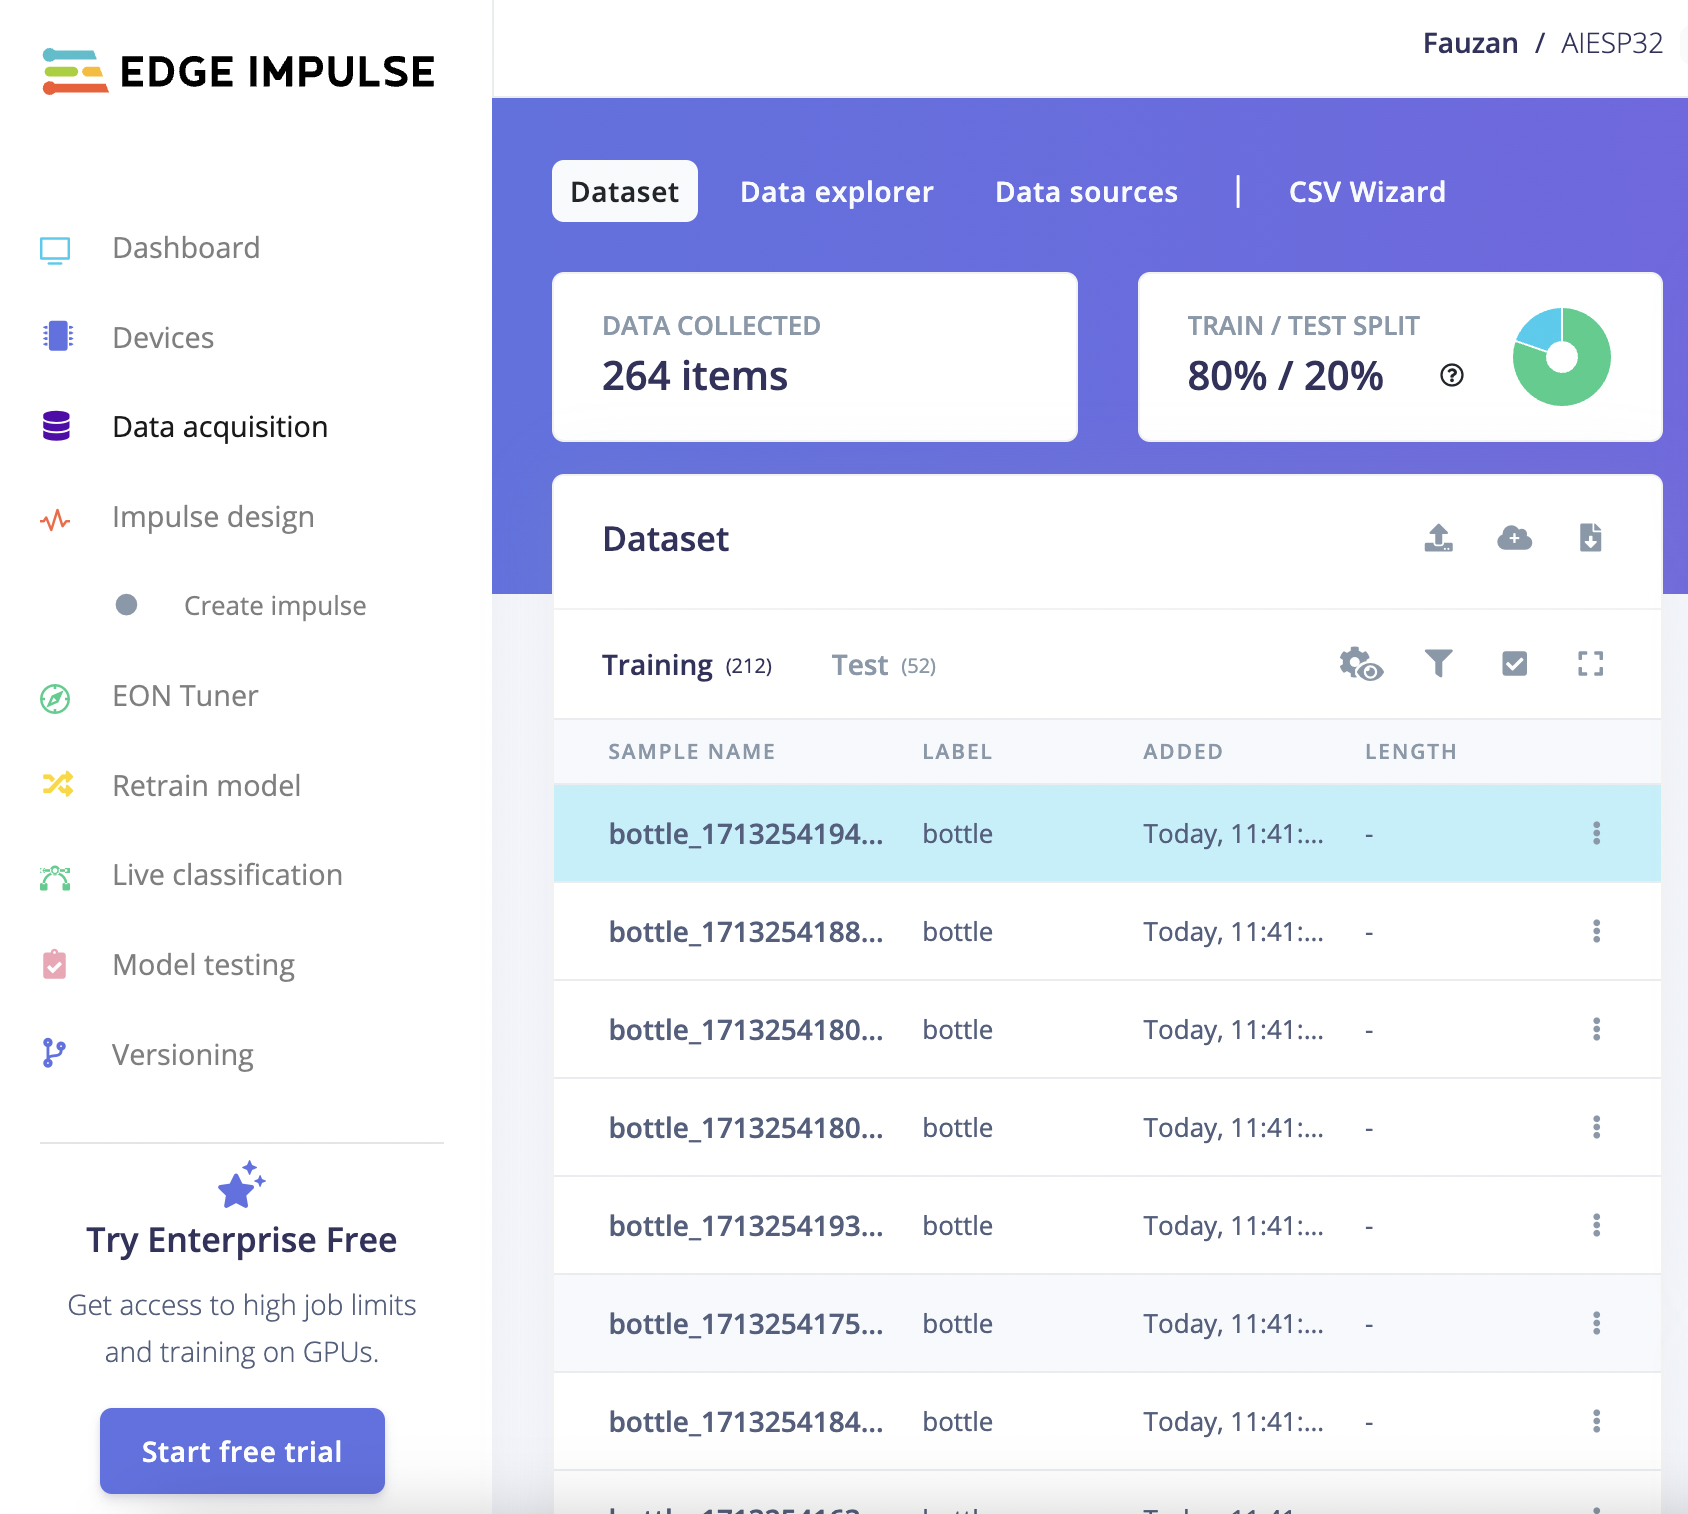 EDGE IMPULSE
Fauzan / AIESP32
Dashboard
Devices
Data acquisition
Impulse design
Create impulse
EON Tuner
Retrain model
Live classification
Model testing
Versioning
Try Enterprise Free
Get access to high job limits
and training on GPUs.
Start free trial
Dataset Data explorer Data sources | CSV Wizard
DATA COLLECTED
264 items
TRAIN / TEST SPLIT
80% / 20%
Dataset
Training (212) Test (52)
SAMPLE NAME LABEL ADDED LENGTH
bottle_1713254194... bottle Today, 11:41:... -
bottle_1713254188... bottle Today, 11:41:... -
bottle_1713254180... bottle Today, 11:41:... -
bottle_1713254180... bottle Today, 11:41:... -
bottle_1713254193... bottle Today, 11:41:... -
bottle_1713254175... bottle Today, 11:41:... -
bottle_1713254184... bottle Today, 11:41:... -